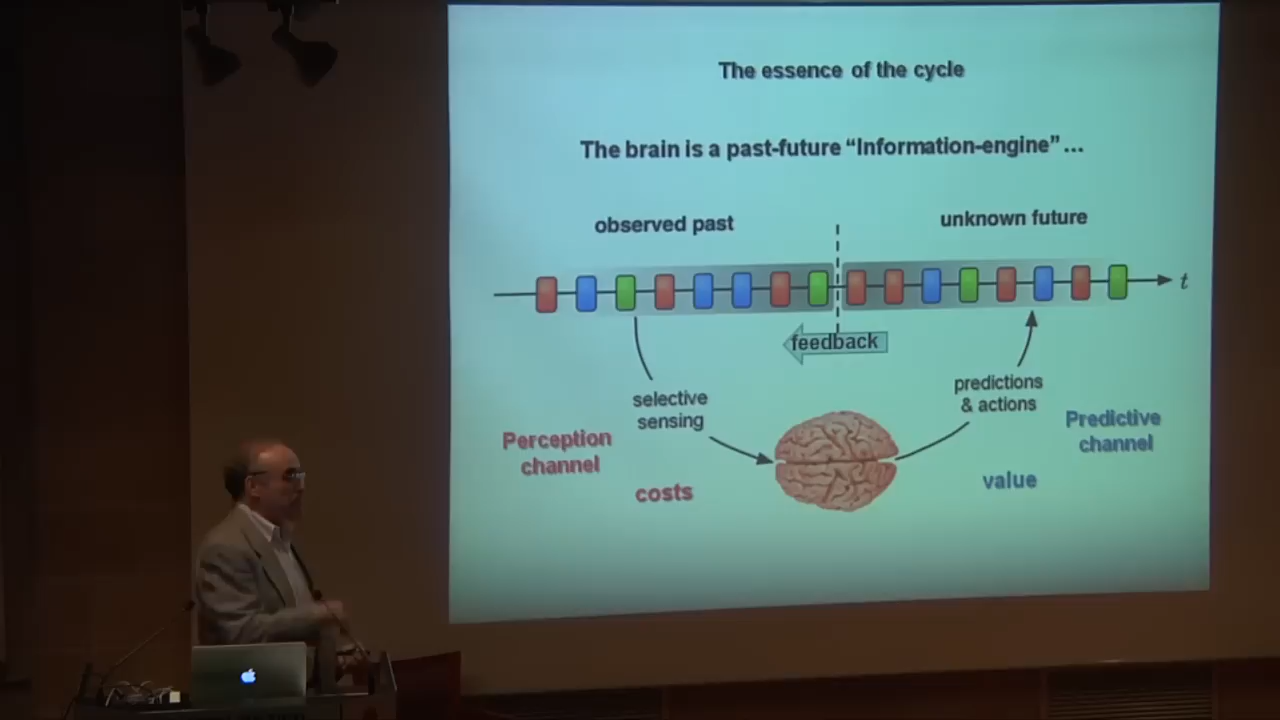 The essence of the cycle
The brain is a past-future “Information-engine”...
observed past
unknown future
t
feedback
selective
sensing
predictions
& actions
Perception
channel
Predictive
channel
costs
value